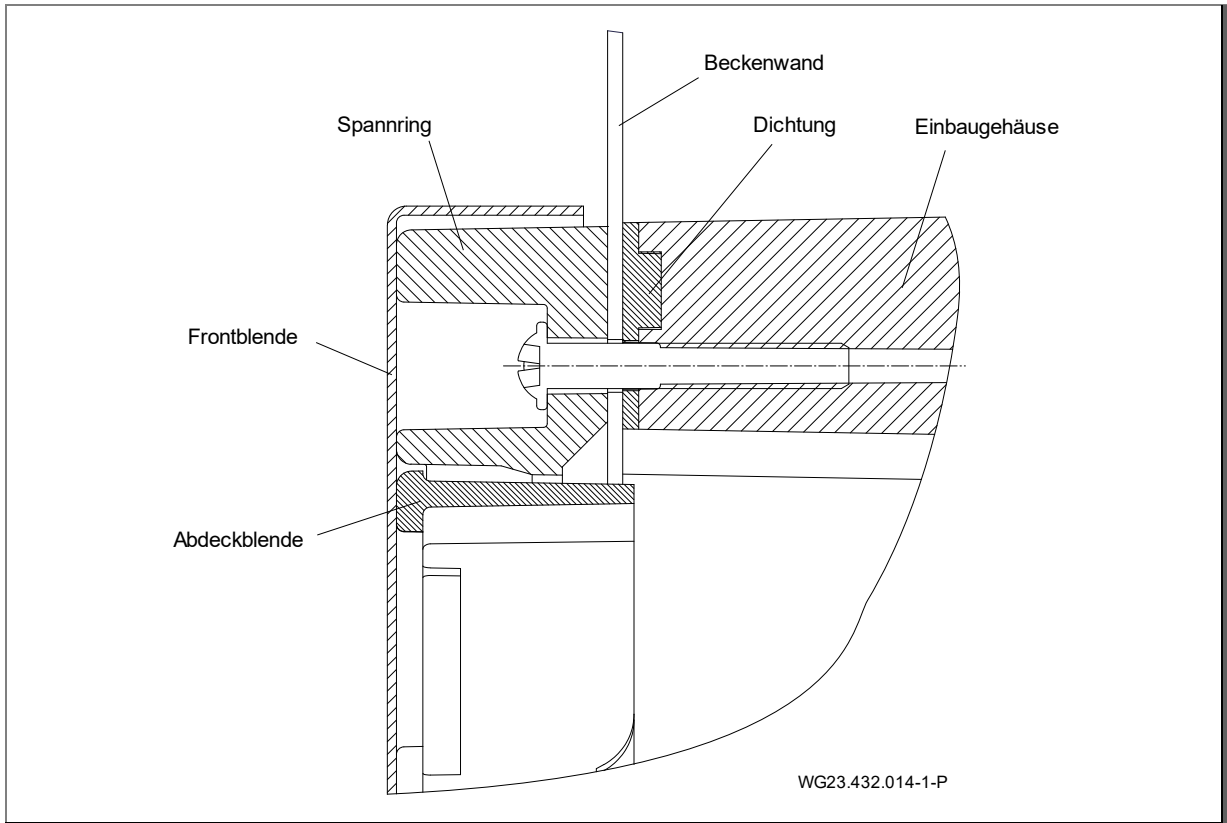 Beckenwand
Spannring
Dichtung
Einbaugehäuse
Frontblende
Abdeckblende
WG23.432.014-1-P